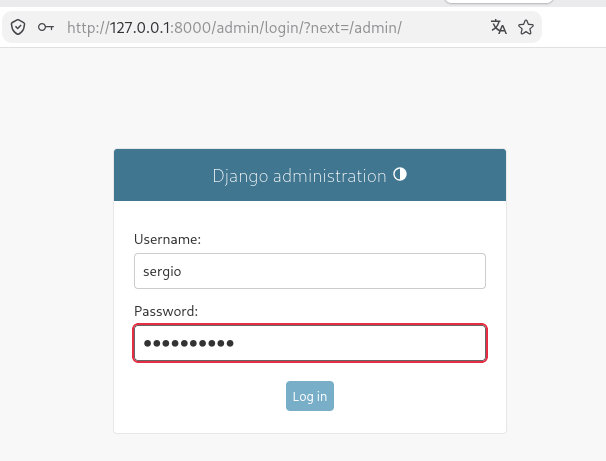 http://127.0.0.1:8000/admin/login/?next=/admin/
Django administration
Username:
sergio
Password:
●●●●●●●●●●
Log in